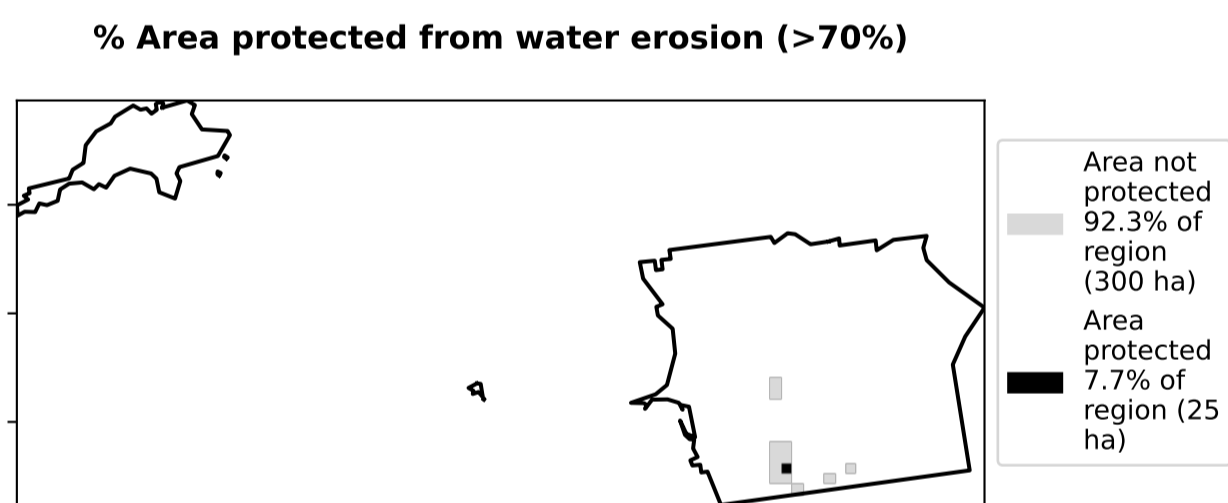 % Area protected from water erosion (>70%)
Area not
protected
92.3% of
region
(300 ha)
Area
protected
7.7% of
region (25
ha)